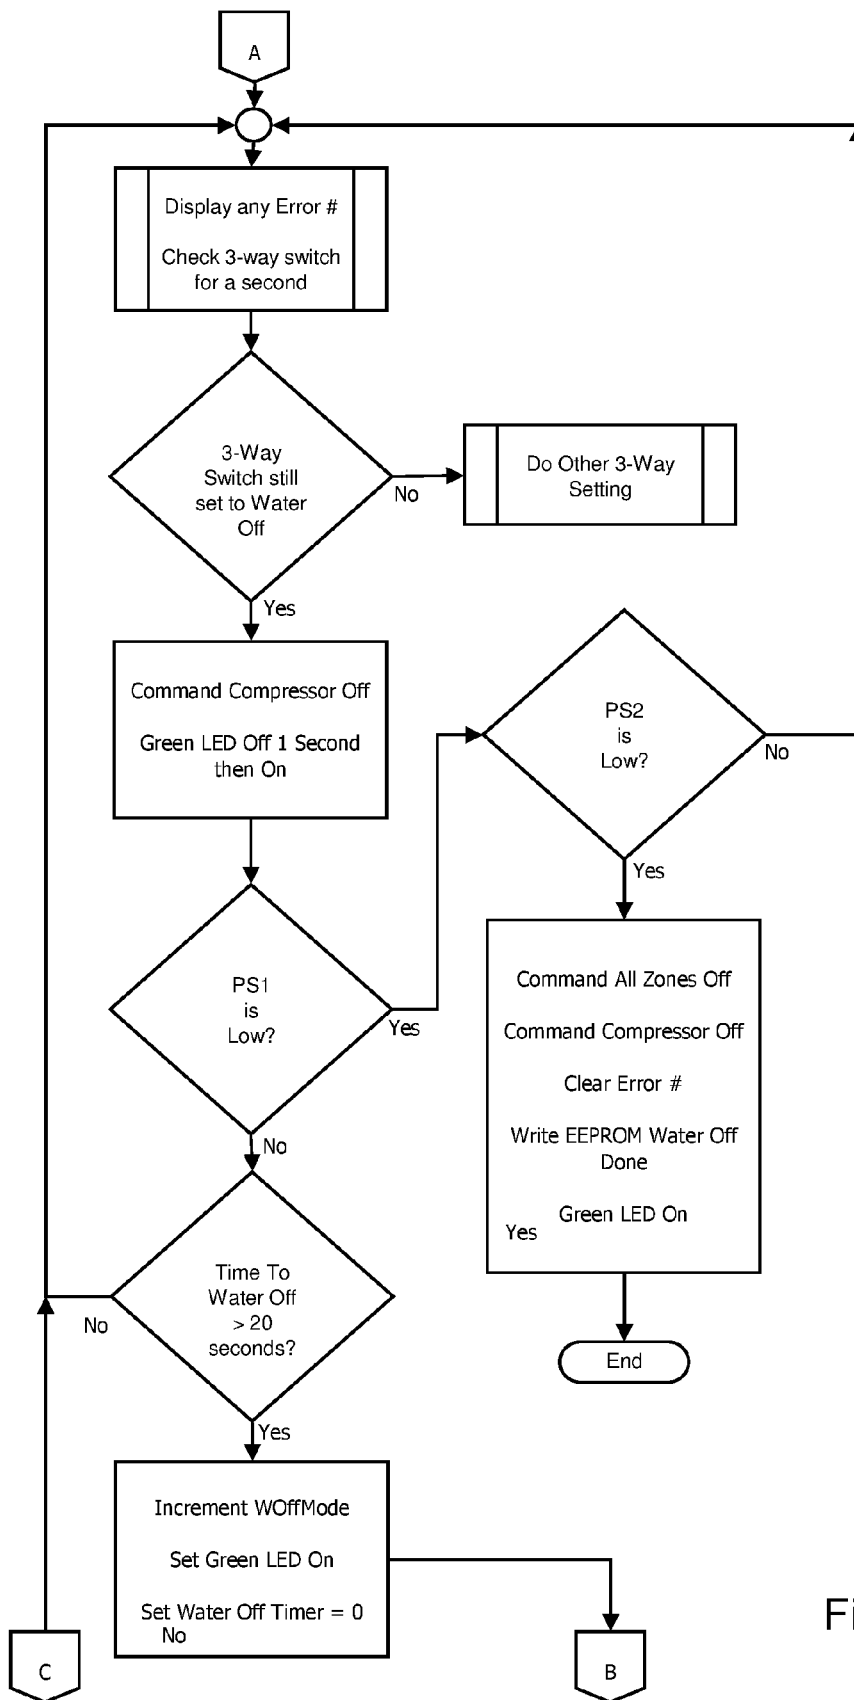 A
Display any Error #
Check 3-way switch
for a second
3-Way
Switch still
set to Water
Off
No
Do Other 3-Way
Setting
Yes
Command Compressor Off
Green LED Off 1 Second
then On
PS2
is
Low?
No
Yes
PS1
is
Low?
Yes
Command All Zones Off
Command Compressor Off
Clear Error #
Write EEPROM Water Off
Done
Green LED On
Yes
No
Time To
Water Off
> 20
seconds?
No
End
Yes
Increment WOffMode
Set Green LED On
Set Water Off Timer = 0
No
Fi
C
B